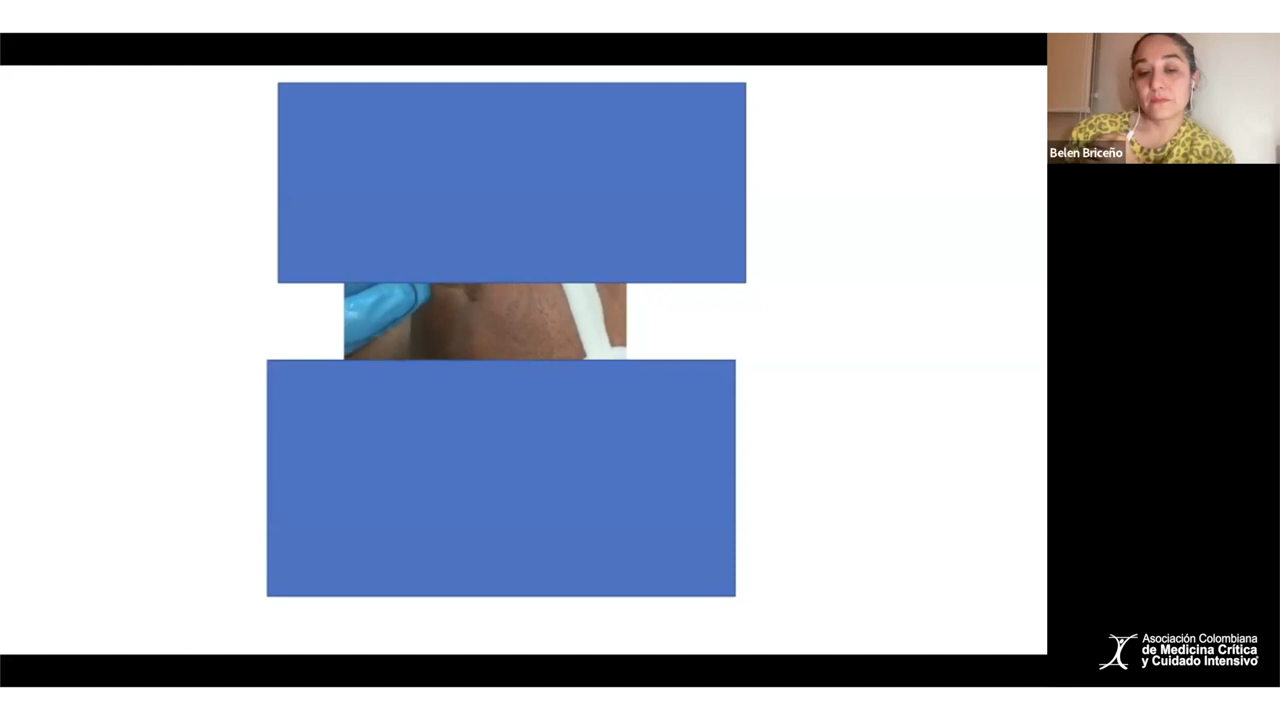 Belen Briceño
Asociación Colombiana
de Medicina Crítica
y Cuidado Intensivo